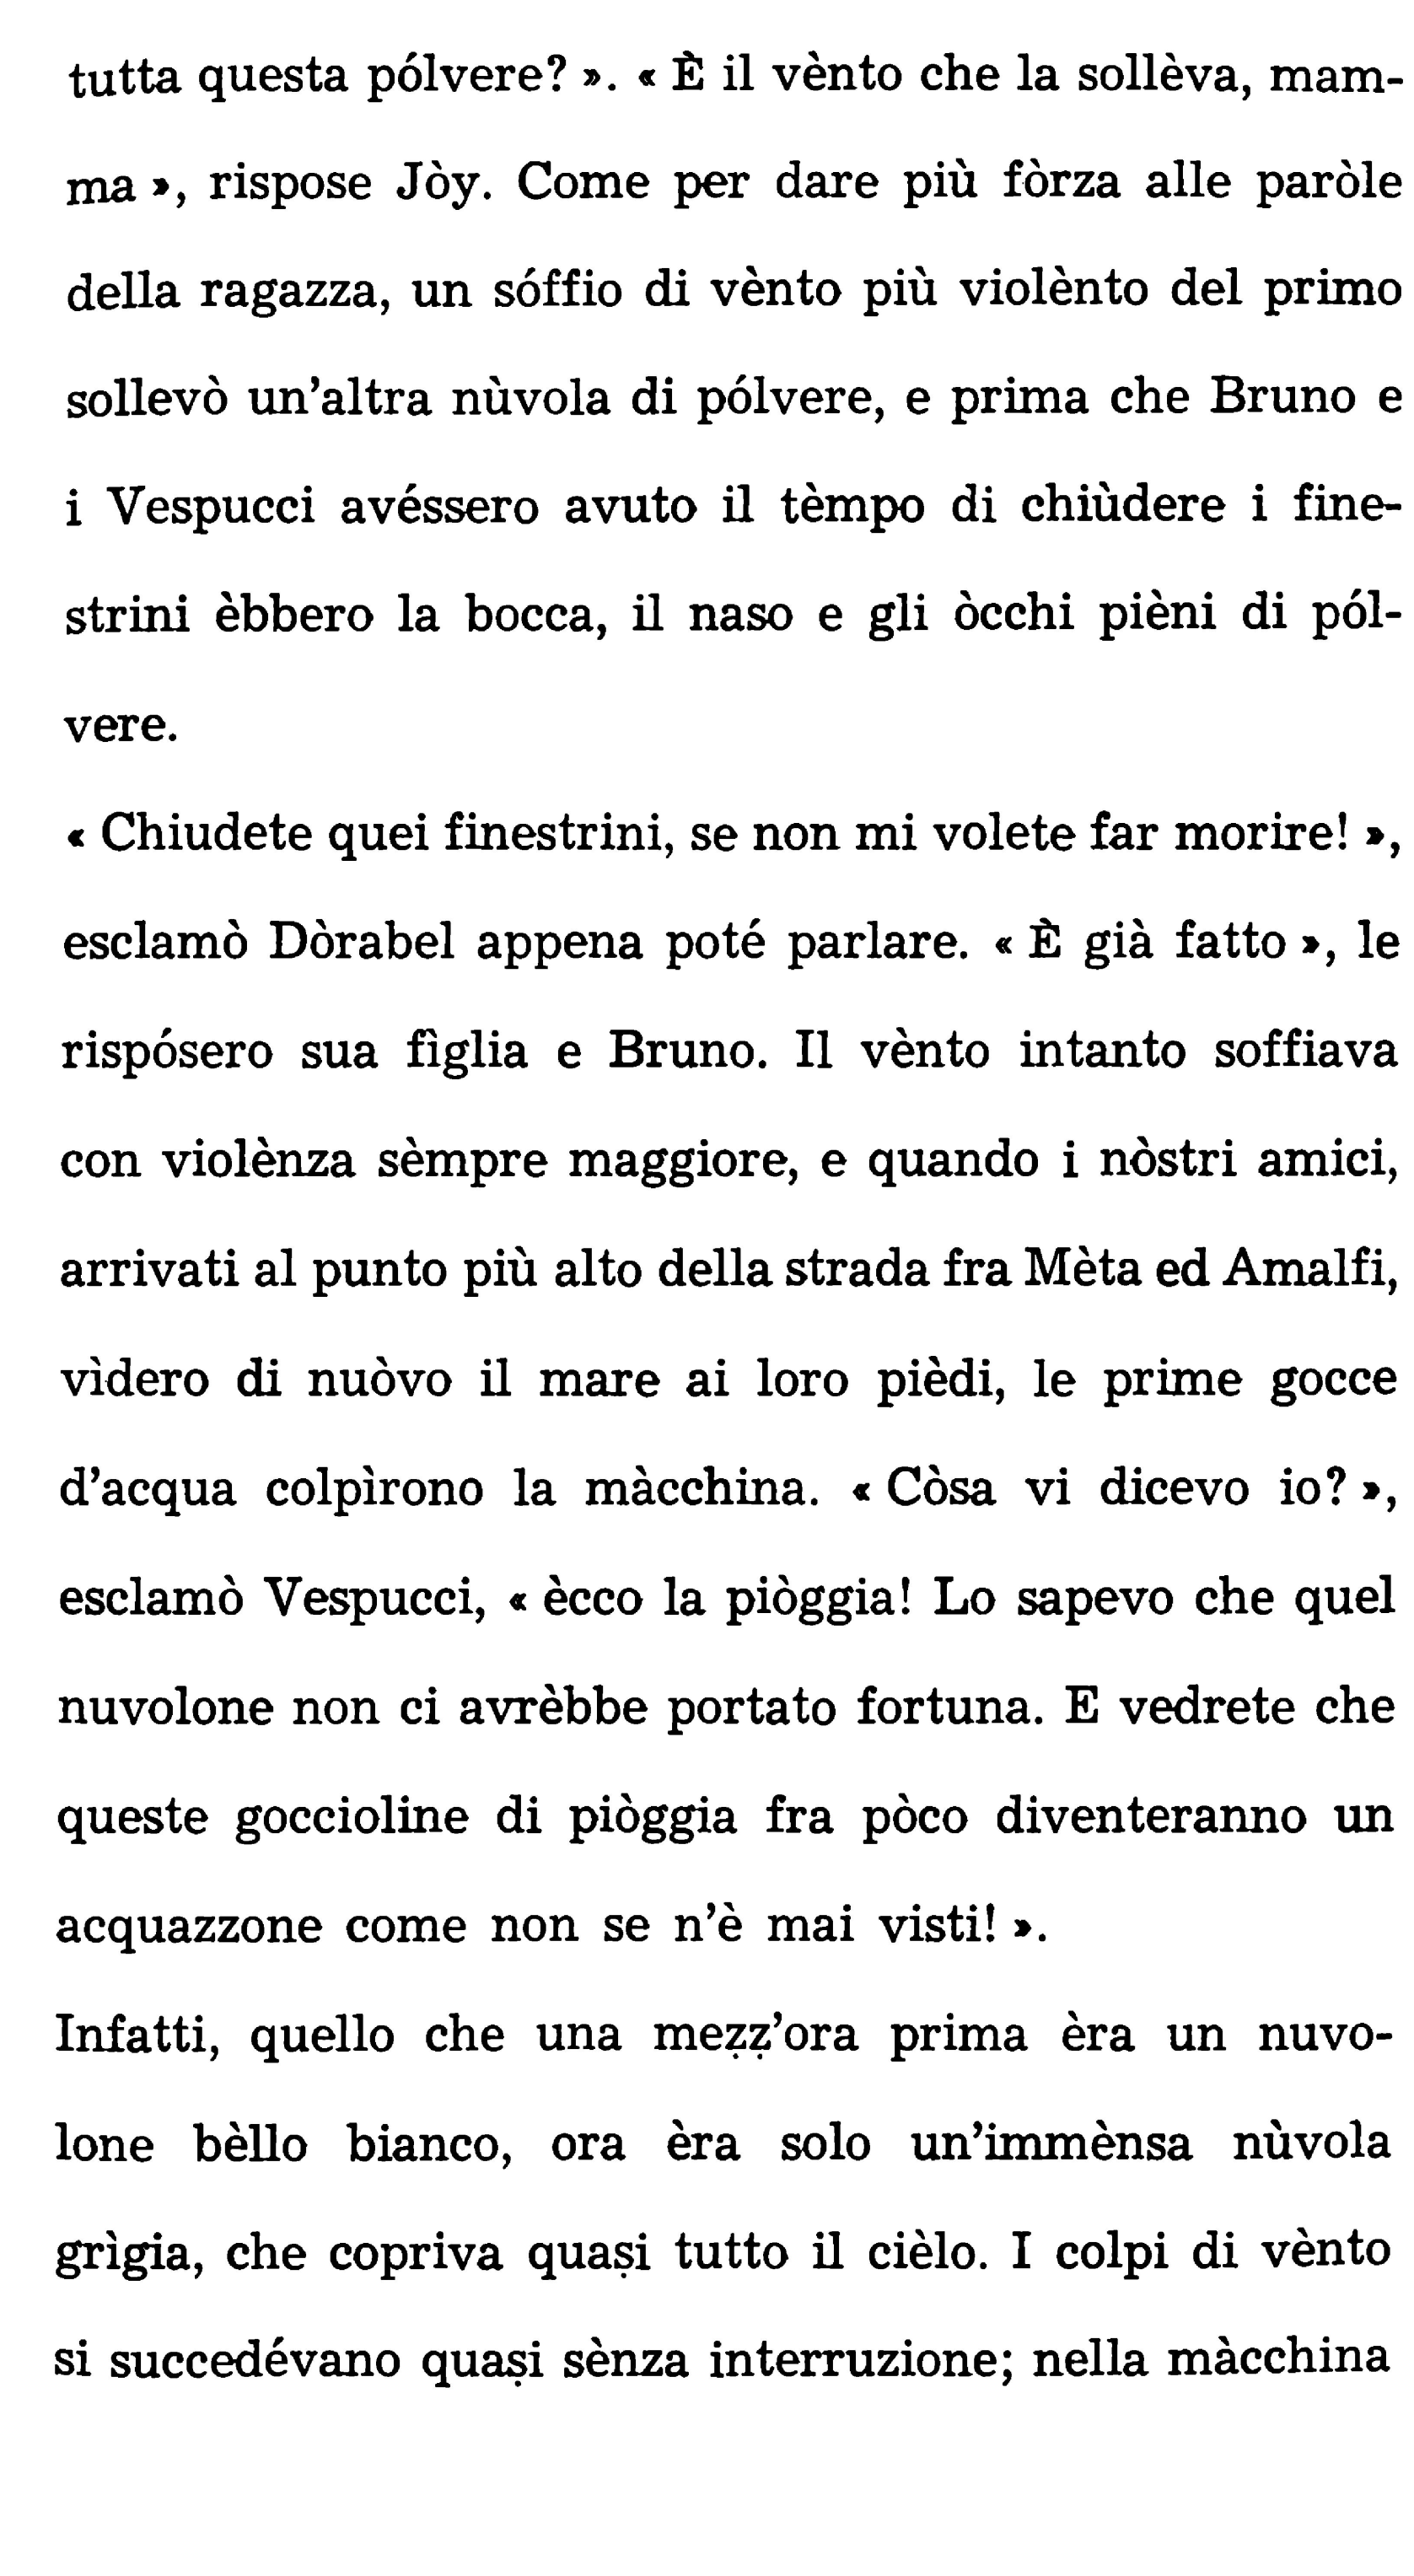 tutta questa pólvere? ». « È il vènto che la sollèva, mam-
ma », rispose Jòy. Come per dare più fòrza alle paròle
della ragazza, un sóffio di vènto più violènto del primo
sollevò un'altra nùvola di pólvere, e prima che Bruno e
i Vespucci avéssero avuto il tèmpo di chiùdere i fine-
strini èbbero la bocca, il naso e gli òcchi pièni di pól-
vere.
« Chiudete quei finestrini, se non mi volete far morire! »,
esclamò Dòrabel appena poté parlare. « È già fatto », le
rispósero sua fìglia e Bruno. Il vènto intanto soffiava
con violènza sèmpre maggiore, e quando i nòstri amici,
arrivati al punto più alto della strada fra Mèta ed Amalfi,
vìdero di nuòvo il mare ai loro pièdi, le prime gocce
d'acqua colpìrono la màcchina. « Còsa vi dicevo io? »,
esclamò Vespucci, « ècco la piòggia! Lo sapevo che quel
nuvolone non ci avrèbbe portato fortuna. E vedrete che
queste goccioline di piòggia fra pòco diventeranno un
acquazzone come non se n'è mai visti! ».
Infatti, quello che una meẓẓ'ora prima èra un nuvo-
lone bèllo bianco, ora èra solo un'immènsa nùvola
grìgia, che copriva quaṣi tutto il cièlo. I colpi di vènto
si succedévano quaṣi sènza interruzione; nella màcchina